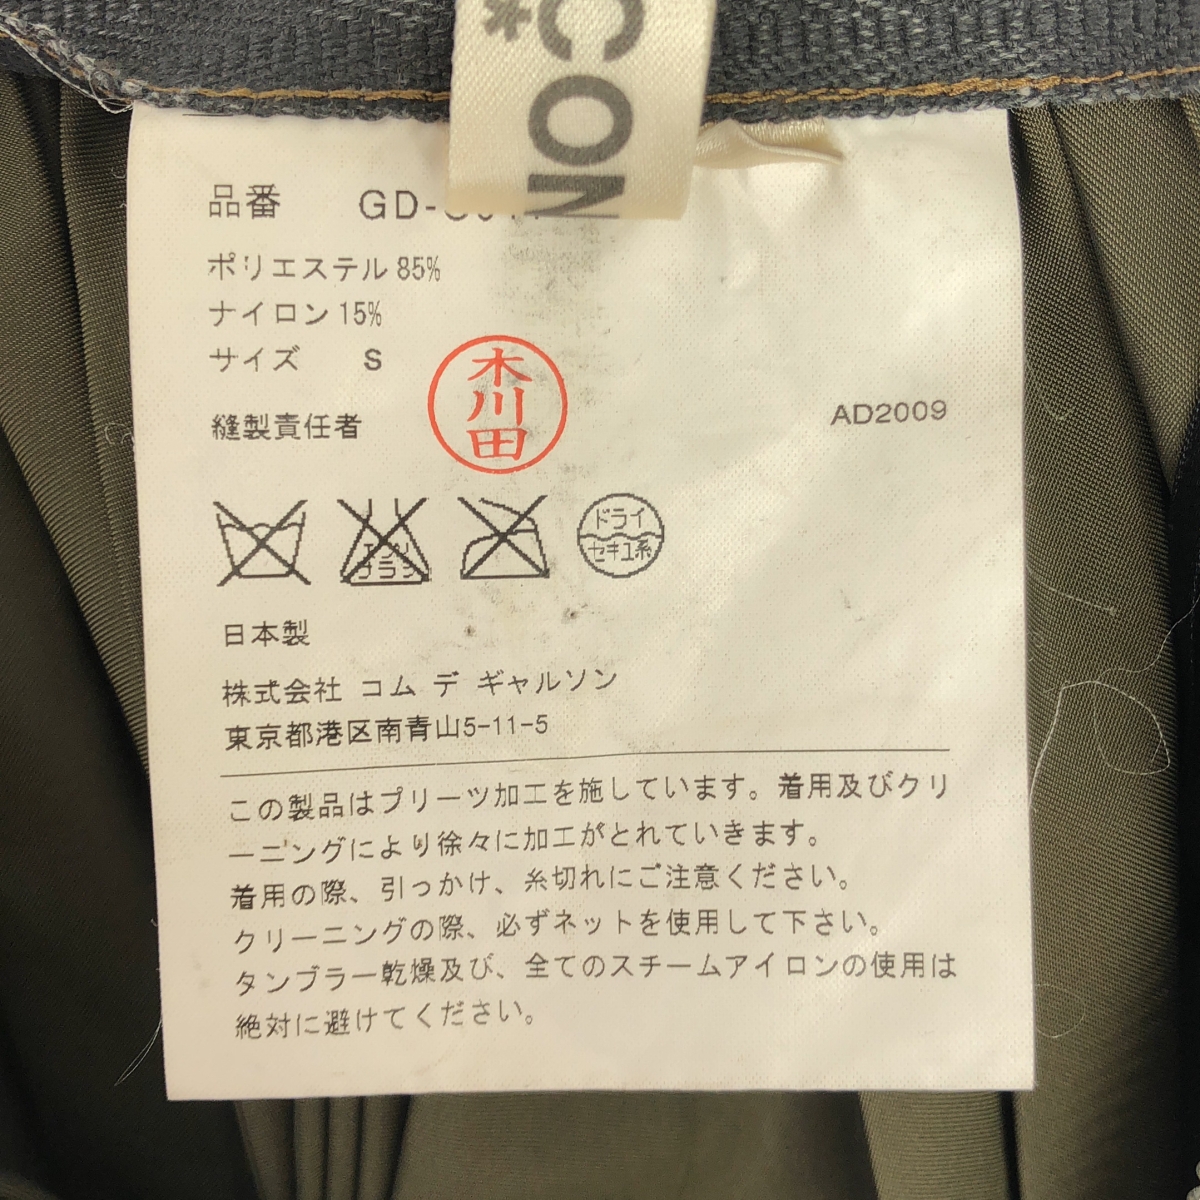 *CON
品番 GD-
ポリエステル 85%
ナイロン 15%
サイズ S
木川田
縫製責任者
AD2009
エンソ
ブラシ
ドライ
セキユ系
日本製
株式会社 コム デ ギャルソン
東京都港区南青山5-11-5
この製品はプリーツ加工を施しています。着用及びクリ
ーニングにより徐々に加工がとれていきます。
着用の際、引っかけ、糸切れにご注意ください。
クリーニングの際、必ずネットを使用して下さい。
タンブラー乾燥及び、全てのスチームアイロンの使用は
絶対に避けてください。